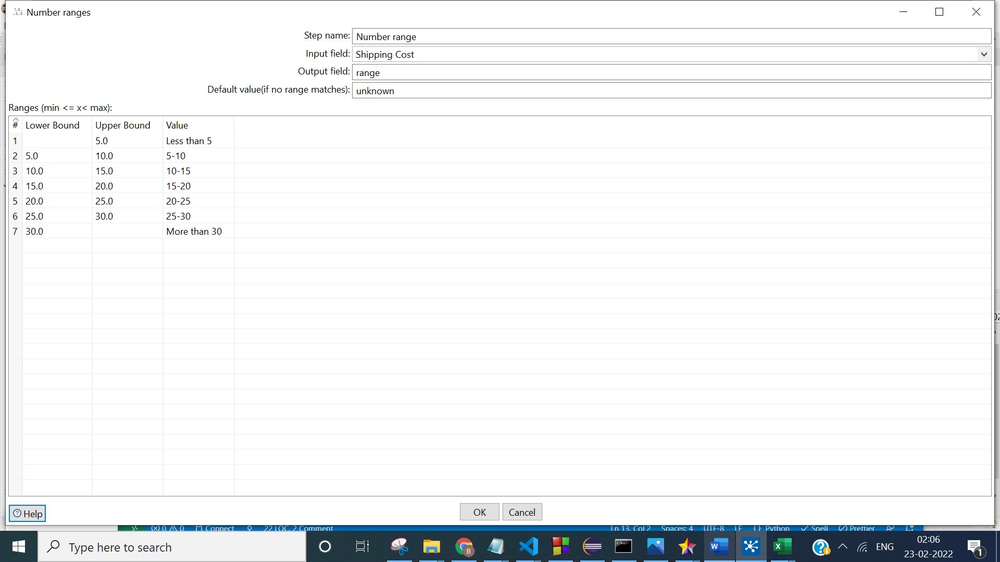 Number ranges
Step name: Number range
Input field: Shipping Cost
Output field: range
Default value(if no range matches): unknown
Ranges (min <= x< max):
# Lower Bound Upper Bound Value
1 5.0 Less than 5
2 5.0 10.0 5-10
3 10.0 15.0 10-15
4 15.0 20.0 15-20
5 20.0 25.0 20-25
6 25.0 30.0 25-30
7 30.0 More than 30
Help OK Cancel
0 0 Connect 22 LOC, 2 Comment Ln 13, Col 2 Spaces: 4 UTF-8 LF Python Spell Prettier
Type here to search
ENG
02:06
23-02-2022
1